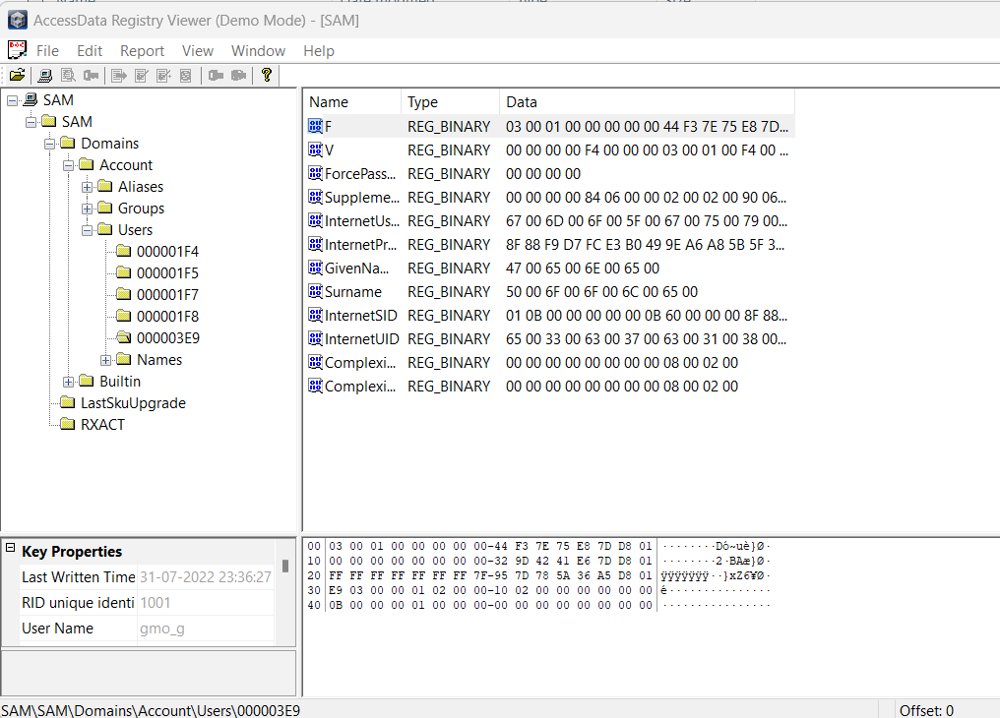 AccessData Registry Viewer (Demo Mode) - [SAM]
File Edit Report View Window Help
SAM
SAM
Domains
Account
Aliases
Groups
Users
000001F4
000001F5
000001F7
000001F8
000003E9
Names
Builtin
LastSkuUpgrade
RXACT
Name Type Data
F REG_BINARY 03 00 01 00 00 00 00 00 44 F3 7E 75 E8 7D...
V REG_BINARY 00 00 00 00 F4 00 00 00 03 00 01 00 F4 00 ...
ForcePass... REG_BINARY 00 00 00 00
Suppleme... REG_BINARY 00 00 00 00 84 06 00 00 02 00 02 00 90 06...
InternetUs... REG_BINARY 67 00 6D 00 6F 00 5F 00 67 00 75 00 79 00...
InternetPr... REG_BINARY 8F 88 F9 D7 FC E3 B0 49 9E A6 A8 5B 5F 3...
GivenNa... REG_BINARY 47 00 65 00 6E 00 65 00
Surname REG_BINARY 50 00 6F 00 6F 00 6C 00 65 00
InternetSID REG_BINARY 01 0B 00 00 00 00 00 0B 60 00 00 00 8F 88...
InternetUID REG_BINARY 65 00 33 00 63 00 37 00 63 00 31 00 38 00...
Complexi... REG_BINARY 00 00 00 00 00 00 00 00 08 00 02 00
Complexi... REG_BINARY 00 00 00 00 00 00 00 00 08 00 02 00
Key Properties
Last Written Time 31-07-2022 23:36:27
RID unique identi 1001
User Name gmo_g
00 03 00 01 00 00 00 00 00-44 F3 7E 75 E8 7D D8 01 ········Dó~uè}Ø·
10 00 00 00 00 00 00 00 00-32 9D 42 41 E6 7D D8 01 ········2·BAæ}Ø·
20 FF FF FF FF FF FF FF 7F-95 7D 78 5A 36 A5 D8 01 ÿÿÿÿÿÿÿ··}xZ6¥Ø·
30 E9 03 00 00 01 02 00 00-10 02 00 00 00 00 00 00 é···············
40 0B 00 00 00 01 00 00 00-00 00 00 00 00 00 00 00 ················
SAM\SAM\Domains\Account\Users\000003E9 Offset: 0